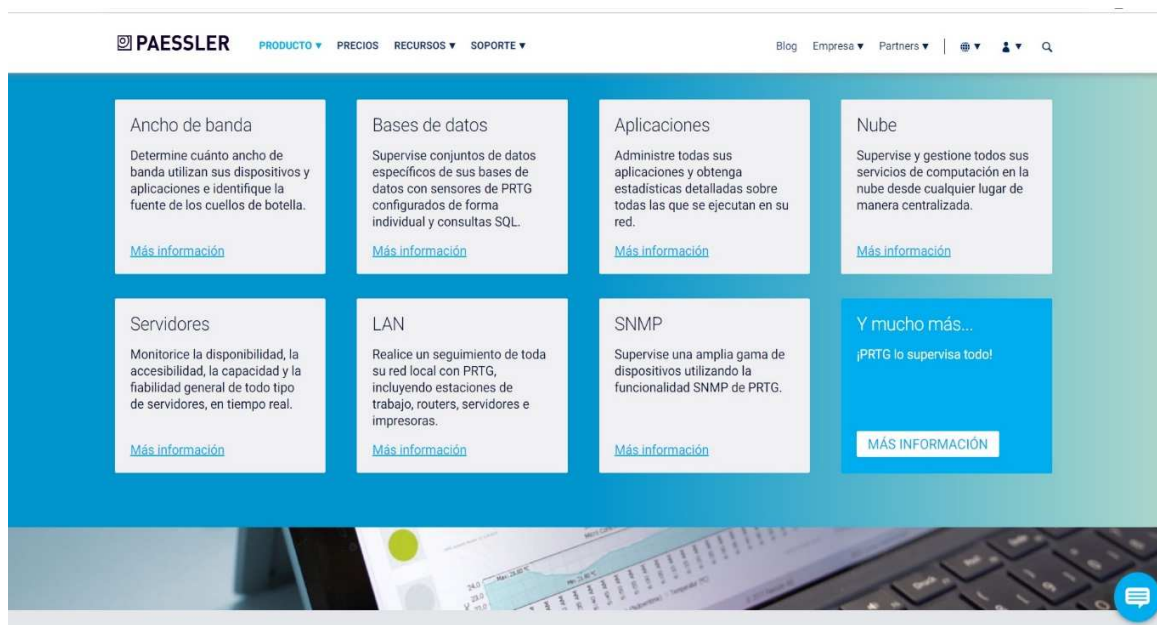 PAESSLER
PRODUCTO ▾ PRECIOS RECURSOS ▾ SOPORTE ▾
Blog Empresa ▾ Partners ▾
Ancho de banda
Determine cuánto ancho de
banda utilizan sus dispositivos y
aplicaciones e identifique la
fuente de los cuellos de botella.
Más información
Bases de datos
Supervise conjuntos de datos
específicos de sus bases de
datos con sensores de PRTG
configurados de forma
individual y consultas SQL.
Más información
Aplicaciones
Administre todas sus
aplicaciones y obtenga
estadísticas detalladas sobre
todas las que se ejecutan en su
red.
Más información
Nube
Supervise y gestione todos sus
servicios de computación en la
nube desde cualquier lugar de
manera centralizada.
Más información
Servidores
Monitorice la disponibilidad, la
accesibilidad, la capacidad y la
fiabilidad general de todo tipo
de servidores, en tiempo real.
Más información
LAN
Realice un seguimiento de toda
su red local con PRTG,
incluyendo estaciones de
trabajo, routers, servidores e
impresoras.
Más información
SNMP
Supervise una amplia gama de
dispositivos utilizando la
funcionalidad SNMP de PRTG.
Más información
Y mucho más...
¡PRTG lo supervisa todo!
MÁS INFORMACIÓN